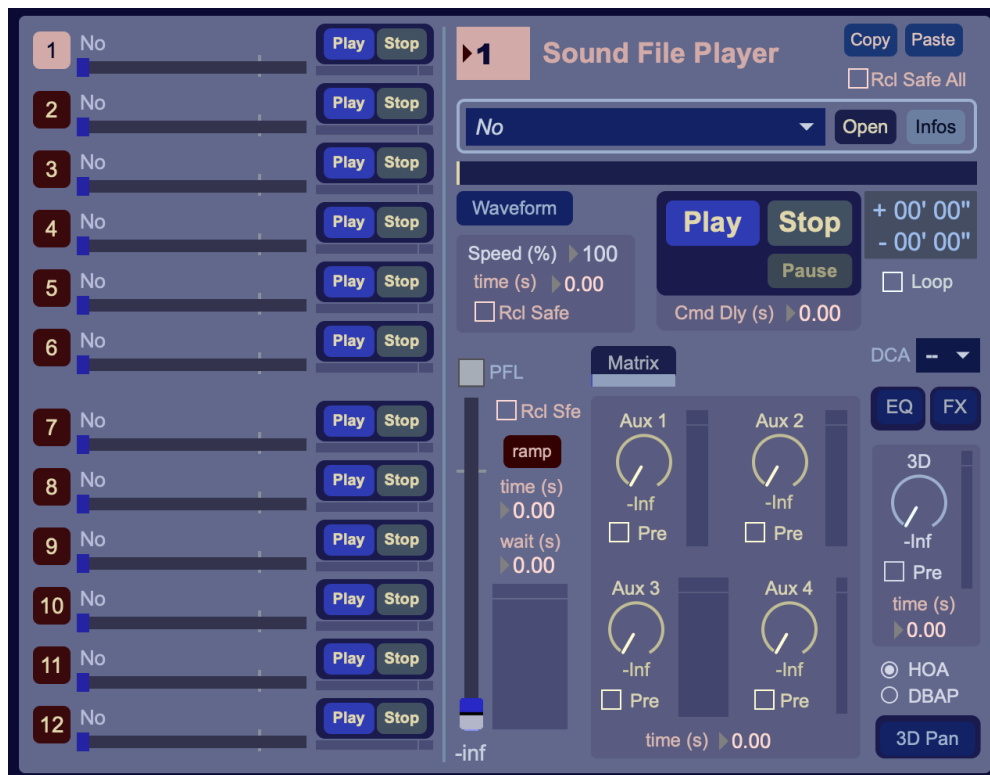 1 No Play Stop
2 No Play Stop
3 No Play Stop
4 No Play Stop
5 No Play Stop
6 No Play Stop
7 No Play Stop
8 No Play Stop
9 No Play Stop
10 No Play Stop
11 No Play Stop
12 No Play Stop
1 Sound File Player Copy Paste
Rcl Safe All
No Open Infos
Waveform
Speed (%) 100
time (s) 0.00
Rcl Safe
Play Stop
Pause
Cmd Dly (s) 0.00
+ 00' 00"
- 00' 00"
Loop
PFL
Rcl Sfe
ramp
time (s)
0.00
wait (s)
0.00
-inf
Matrix
Aux 1 Aux 2
-Inf -Inf
Pre Pre
Aux 3 Aux 4
-Inf -Inf
Pre Pre
time (s) 0.00
DCA --
EQ FX
3D
-Inf
Pre
time (s)
0.00
HOA
DBAP
3D Pan